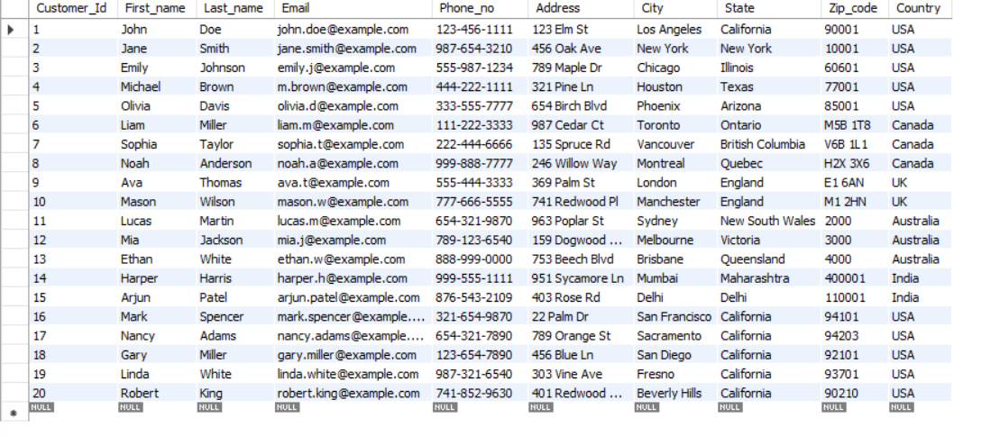 Customer_Id First_name Last_name Email Phone_no Address City State Zip_code Country
1 John Doe john.doe@example.com 123-456-1111 123 Elm St Los Angeles California 90001 USA
2 Jane Smith jane.smith@example.com 987-654-3210 456 Oak Ave New York New York 10001 USA
3 Emily Johnson emily.j@example.com 555-987-1234 789 Maple Dr Chicago Illinois 60601 USA
4 Michael Brown m.brown@example.com 444-222-1111 321 Pine Ln Houston Texas 77001 USA
5 Olivia Davis olivia.d@example.com 333-555-7777 654 Birch Blvd Phoenix Arizona 85001 USA
6 Liam Miller liam.m@example.com 111-222-3333 987 Cedar Ct Toronto Ontario M5B 1T8 Canada
7 Sophia Taylor sophia.t@example.com 222-444-6666 135 Spruce Rd Vancouver British Columbia V6B 1L1 Canada
8 Noah Anderson noah.a@example.com 999-888-7777 246 Willow Way Montreal Quebec H2X 3X6 Canada
9 Ava Thomas ava.t@example.com 555-444-3333 369 Palm St London England E1 6AN UK
10 Mason Wilson mason.w@example.com 777-666-5555 741 Redwood Pl Manchester England M1 2HN UK
11 Lucas Martin lucas.m@example.com 654-321-9870 963 Poplar St Sydney New South Wales 2000 Australia
12 Mia Jackson mia.j@example.com 789-123-6540 159 Dogwood ... Melbourne Victoria 3000 Australia
13 Ethan White ethan.w@example.com 888-999-0000 753 Beech Blvd Brisbane Queensland 4000 Australia
14 Harper Harris harper.h@example.com 999-555-1111 951 Sycamore Ln Mumbai Maharashtra 400001 India
15 Arjun Patel arjun.patel@example.com 876-543-2109 403 Rose Rd Delhi Delhi 110001 India
16 Mark Spencer mark.spencer@example.... 321-654-9870 22 Palm Dr San Francisco California 94101 USA
17 Nancy Adams nancy.adams@example.... 654-321-7890 789 Orange St Sacramento California 94203 USA
18 Gary Miller gary.miller@example.com 123-654-7890 456 Blue Ln San Diego California 92101 USA
19 Linda White linda.white@example.com 987-321-6540 303 Vine Ave Fresno California 93701 USA
20 Robert King robert.king@example.com 741-852-9630 401 Redwood ... Beverly Hills California 90210 USA
NULL NULL NULL NULL NULL NULL NULL NULL NULL NULL